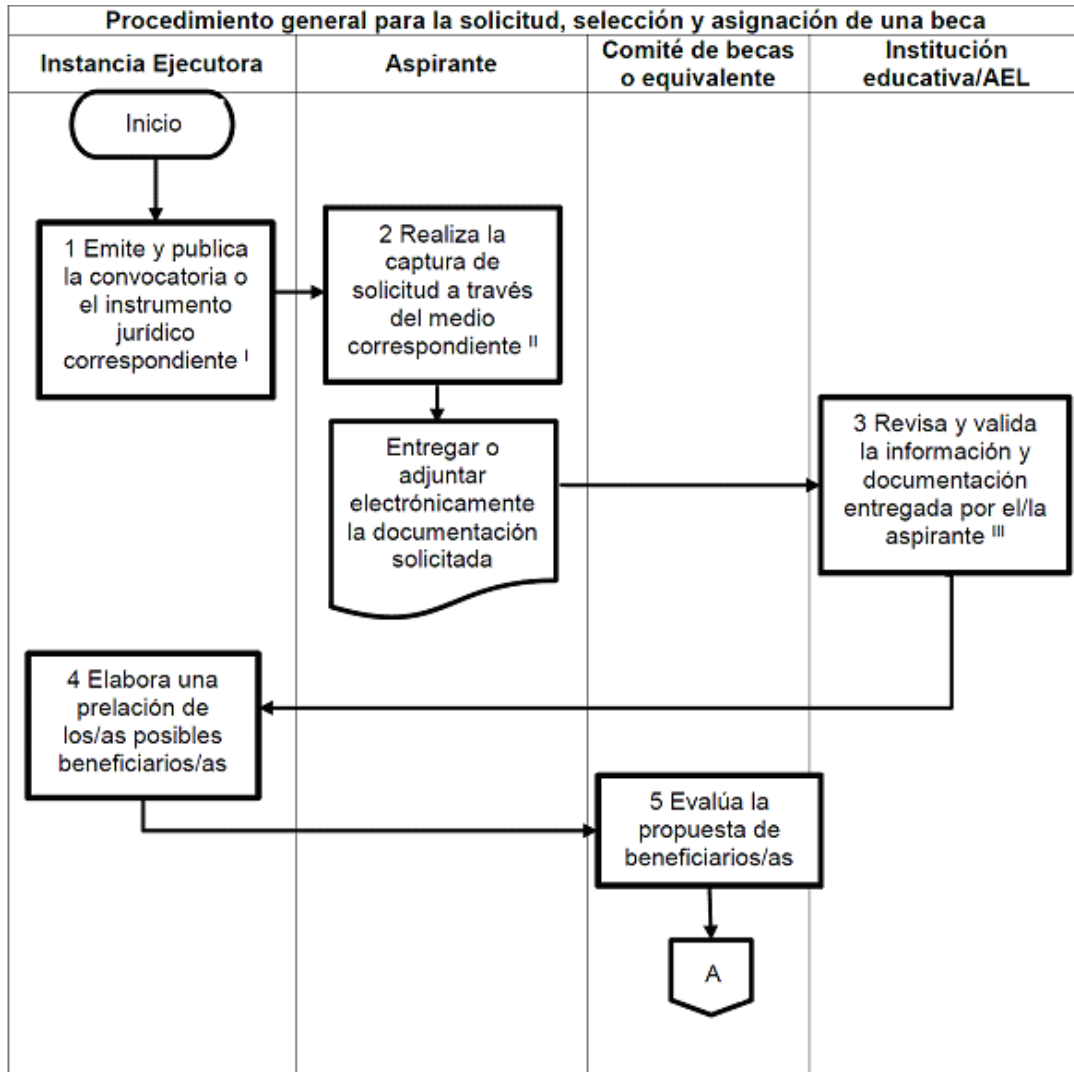 Procedimiento general para la solicitud, selección y asignación de una beca
Instancia Ejecutora
Aspirante
Comité de becas
o equivalente
Institución
educativa/AEL
Inicio
1 Emite y publica
la convocatoria o
el instrumento
jurídico
correspondiente I
2 Realiza la
captura de
solicitud a través
del medio
correspondiente II
Entregar o
adjuntar
electrónicamente
la documentación
solicitada
3 Revisa y valida
la información y
documentación
entregada por el/la
aspirante III
4 Elabora una
prelación de
los/as posibles
beneficiarios/as
5 Evalúa la
propuesta de
beneficiarios/as
A